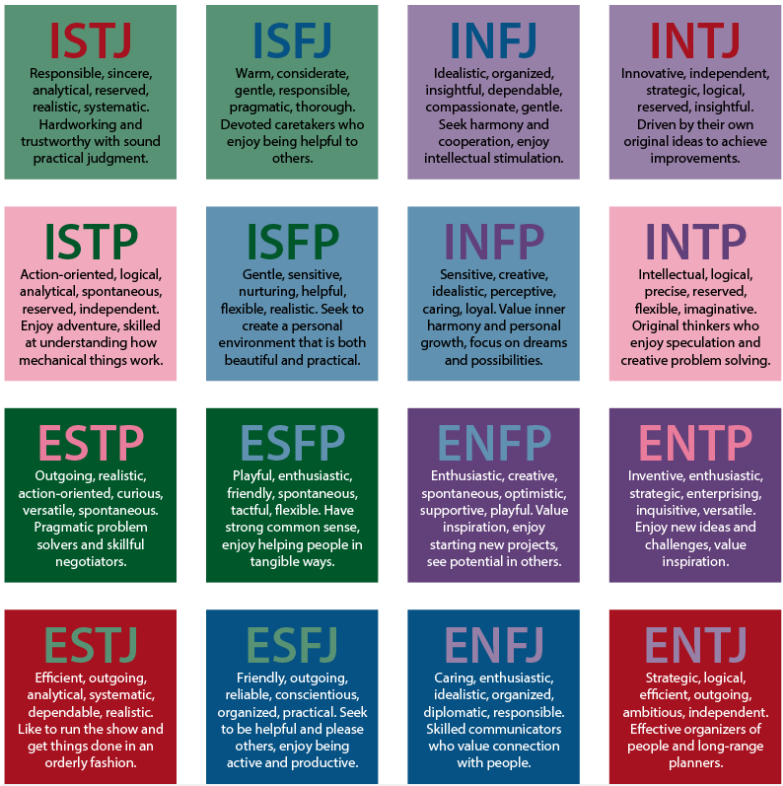 ISTJ
Responsible, sincere,
analytical, reserved,
realistic, systematic.
Hardworking and
trustworthy with sound
practical judgment.
ISFJ
Warm, considerate,
gentle, responsible,
pragmatic, thorough.
Devoted caretakers who
enjoy being helpful to
others.
INFJ
Idealistic, organized,
insightful, dependable,
compassionate, gentle.
Seek harmony and
cooperation, enjoy
intellectual stimulation.
INTJ
Innovative, independent,
strategic, logical,
reserved, insightful.
Driven by their own
original ideas to achieve
improvements.
ISTP
Action-oriented, logical,
analytical, spontaneous,
reserved, independent.
Enjoy adventure, skilled
at understanding how
mechanical things work.
ISFP
Gentle, sensitive,
nurturing, helpful,
flexible, realistic. Seek to
create a personal
environment that is both
beautiful and practical.
INFP
Sensitive, creative,
idealistic, perceptive,
caring, loyal. Value inner
harmony and personal
growth, focus on dreams
and possibilities.
INTP
Intellectual, logical,
precise, reserved,
flexible, imaginative.
Original thinkers who
enjoy speculation and
creative problem solving.
ESTP
Outgoing, realistic,
action-oriented, curious,
versatile, spontaneous.
Pragmatic problem
solvers and skillful
negotiators.
ESFP
Playful, enthusiastic,
friendly, spontaneous,
tactful, flexible. Have
strong common sense,
enjoy helping people in
tangible ways.
ENFP
Enthusiastic, creative,
spontaneous, optimistic,
supportive, playful. Value
inspiration, enjoy
starting new projects,
see potential in others.
ENTP
Inventive, enthusiastic,
strategic, enterprising,
inquisitive, versatile.
Enjoy new ideas and
challenges, value
inspiration.
ESTJ
Efficient, outgoing,
analytical, systematic,
dependable, realistic.
Like to run the show and
get things done in an
orderly fashion.
ESFJ
Friendly, outgoing,
reliable, conscientious,
organized, practical. Seek
to be helpful and please
others, enjoy being
active and productive.
ENFJ
Caring, enthusiastic,
idealistic, organized,
diplomatic, responsible.
Skilled communicators
who value connection
with people.
ENTJ
Strategic, logical,
efficient, outgoing,
ambitious, independent.
Effective organizers of
people and long-range
planners.